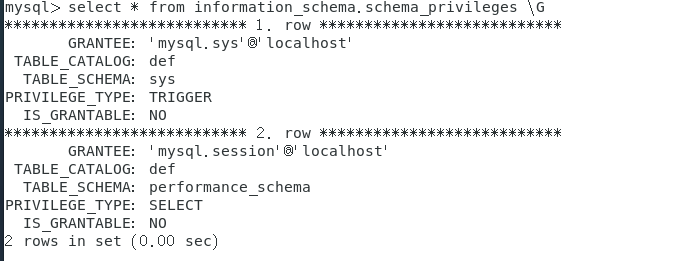 mysql> select * from information_schema.schema_privileges \G
*************************** 1. row ***************************
GRANTEE: 'mysql.sys'@'localhost'
TABLE_CATALOG: def
TABLE_SCHEMA: sys
PRIVILEGE_TYPE: TRIGGER
IS_GRANTABLE: NO
*************************** 2. row ***************************
GRANTEE: 'mysql.session'@'localhost'
TABLE_CATALOG: def
TABLE_SCHEMA: performance_schema
PRIVILEGE_TYPE: SELECT
IS_GRANTABLE: NO
2 rows in set (0.00 sec)